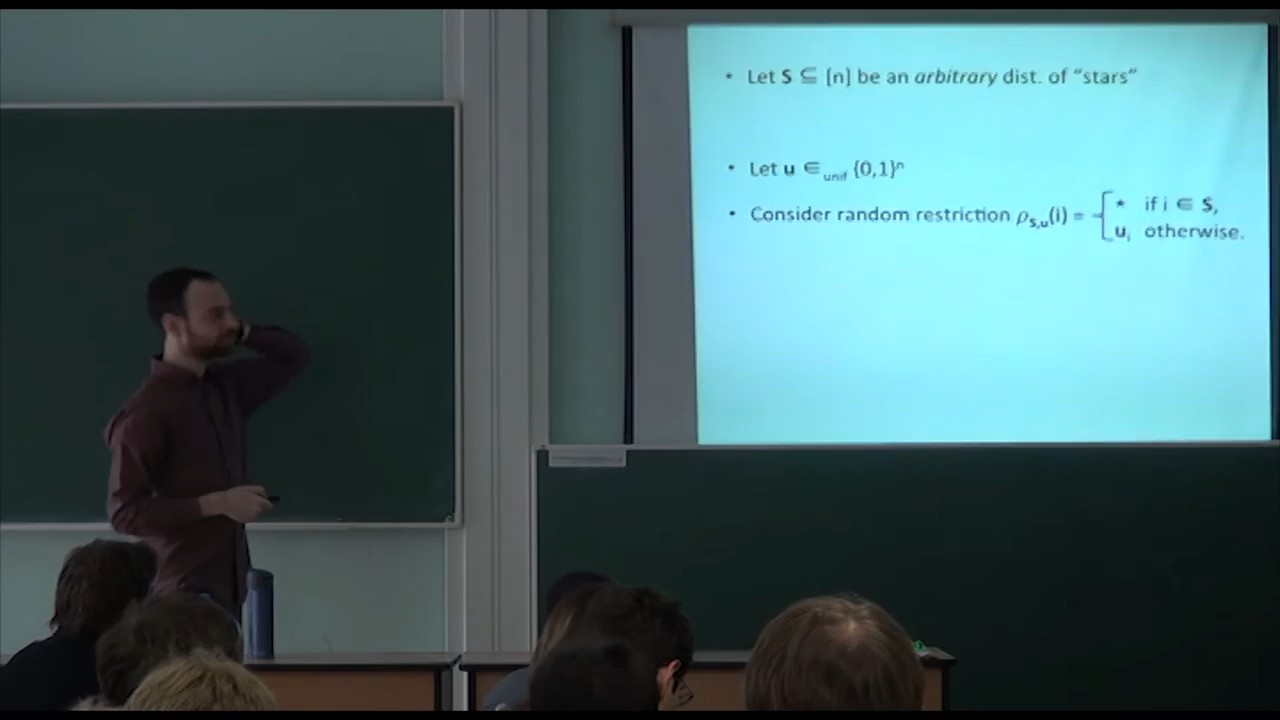 • Let S ⊆ [n] be an arbitrary dist. of "stars"
• Let u ∈unif {0,1}ⁿ
• Consider random restriction ρS,u(i) = { * if i ∈ S,
uᵢ otherwise.